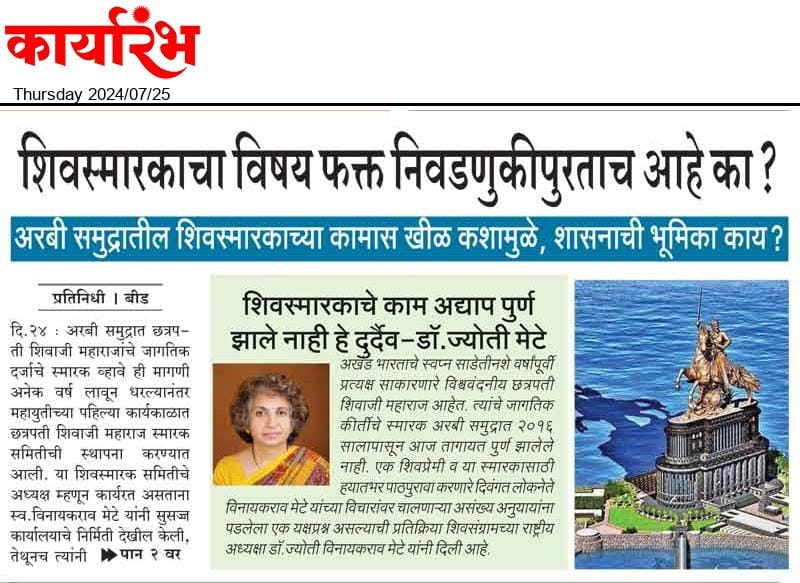 कार्यारंभ
Thursday 2024/07/25
शिवस्मारकाचा विषय फक्त निवडणुकीपुरताच आहे का ?
अरबी समुद्रातील शिवस्मारकाच्या कामास खीळ कशामुळे, शासनाची भूमिका काय ?
प्रतिनिधी । बीड
दि.२४ : अरबी समुद्रात छत्रप-
ती शिवाजी महाराजांचे जागतिक
दर्जाचे स्मारक व्हावे ही मागणी
अनेक वर्ष लावून धरल्यानंतर
महायुतीच्या पहिल्या कार्यकाळात
छत्रपती शिवाजी महाराज स्मारक
समितीची स्थापना करण्यात
आली. या शिवस्मारक समितीचे
अध्यक्ष म्हणून कार्यरत असताना
स्व.विनायकराव मेटे यांनी सुसज्ज
कार्यालयाचे निर्मिती देखील केली,
तेथूनच त्यांनी ▶▶पान २ वर
शिवस्मारकाचे काम अद्याप पुर्ण
झाले नाही हे दुर्दैव-डॉ.ज्योती मेटे
अखंड भारताचे स्वप्न साडेतीनशे वर्षांपूर्वी
प्रत्यक्ष साकारणारे विश्ववंदनीय छत्रपती
शिवाजी महाराज आहेत. त्यांचे जागतिक
कीर्तीचे स्मारक अरबी समुद्रात २०१६
सालापासून आज तागायत पुर्ण झालेले
नाही. एक शिवप्रेमी व या स्मारकासाठी
हयातभर पाठपुरावा करणारे दिवंगत लोकनेते
विनायकराव मेटे यांच्या विचारांवर चालणाऱ्या असंख्य अनुयायांना
पडलेला एक यक्षप्रश्न असल्याची प्रतिक्रिया शिवसंग्रामच्या राष्ट्रीय
अध्यक्षा डॉ.ज्योती विनायकराव मेटे यांनी दिली आहे.